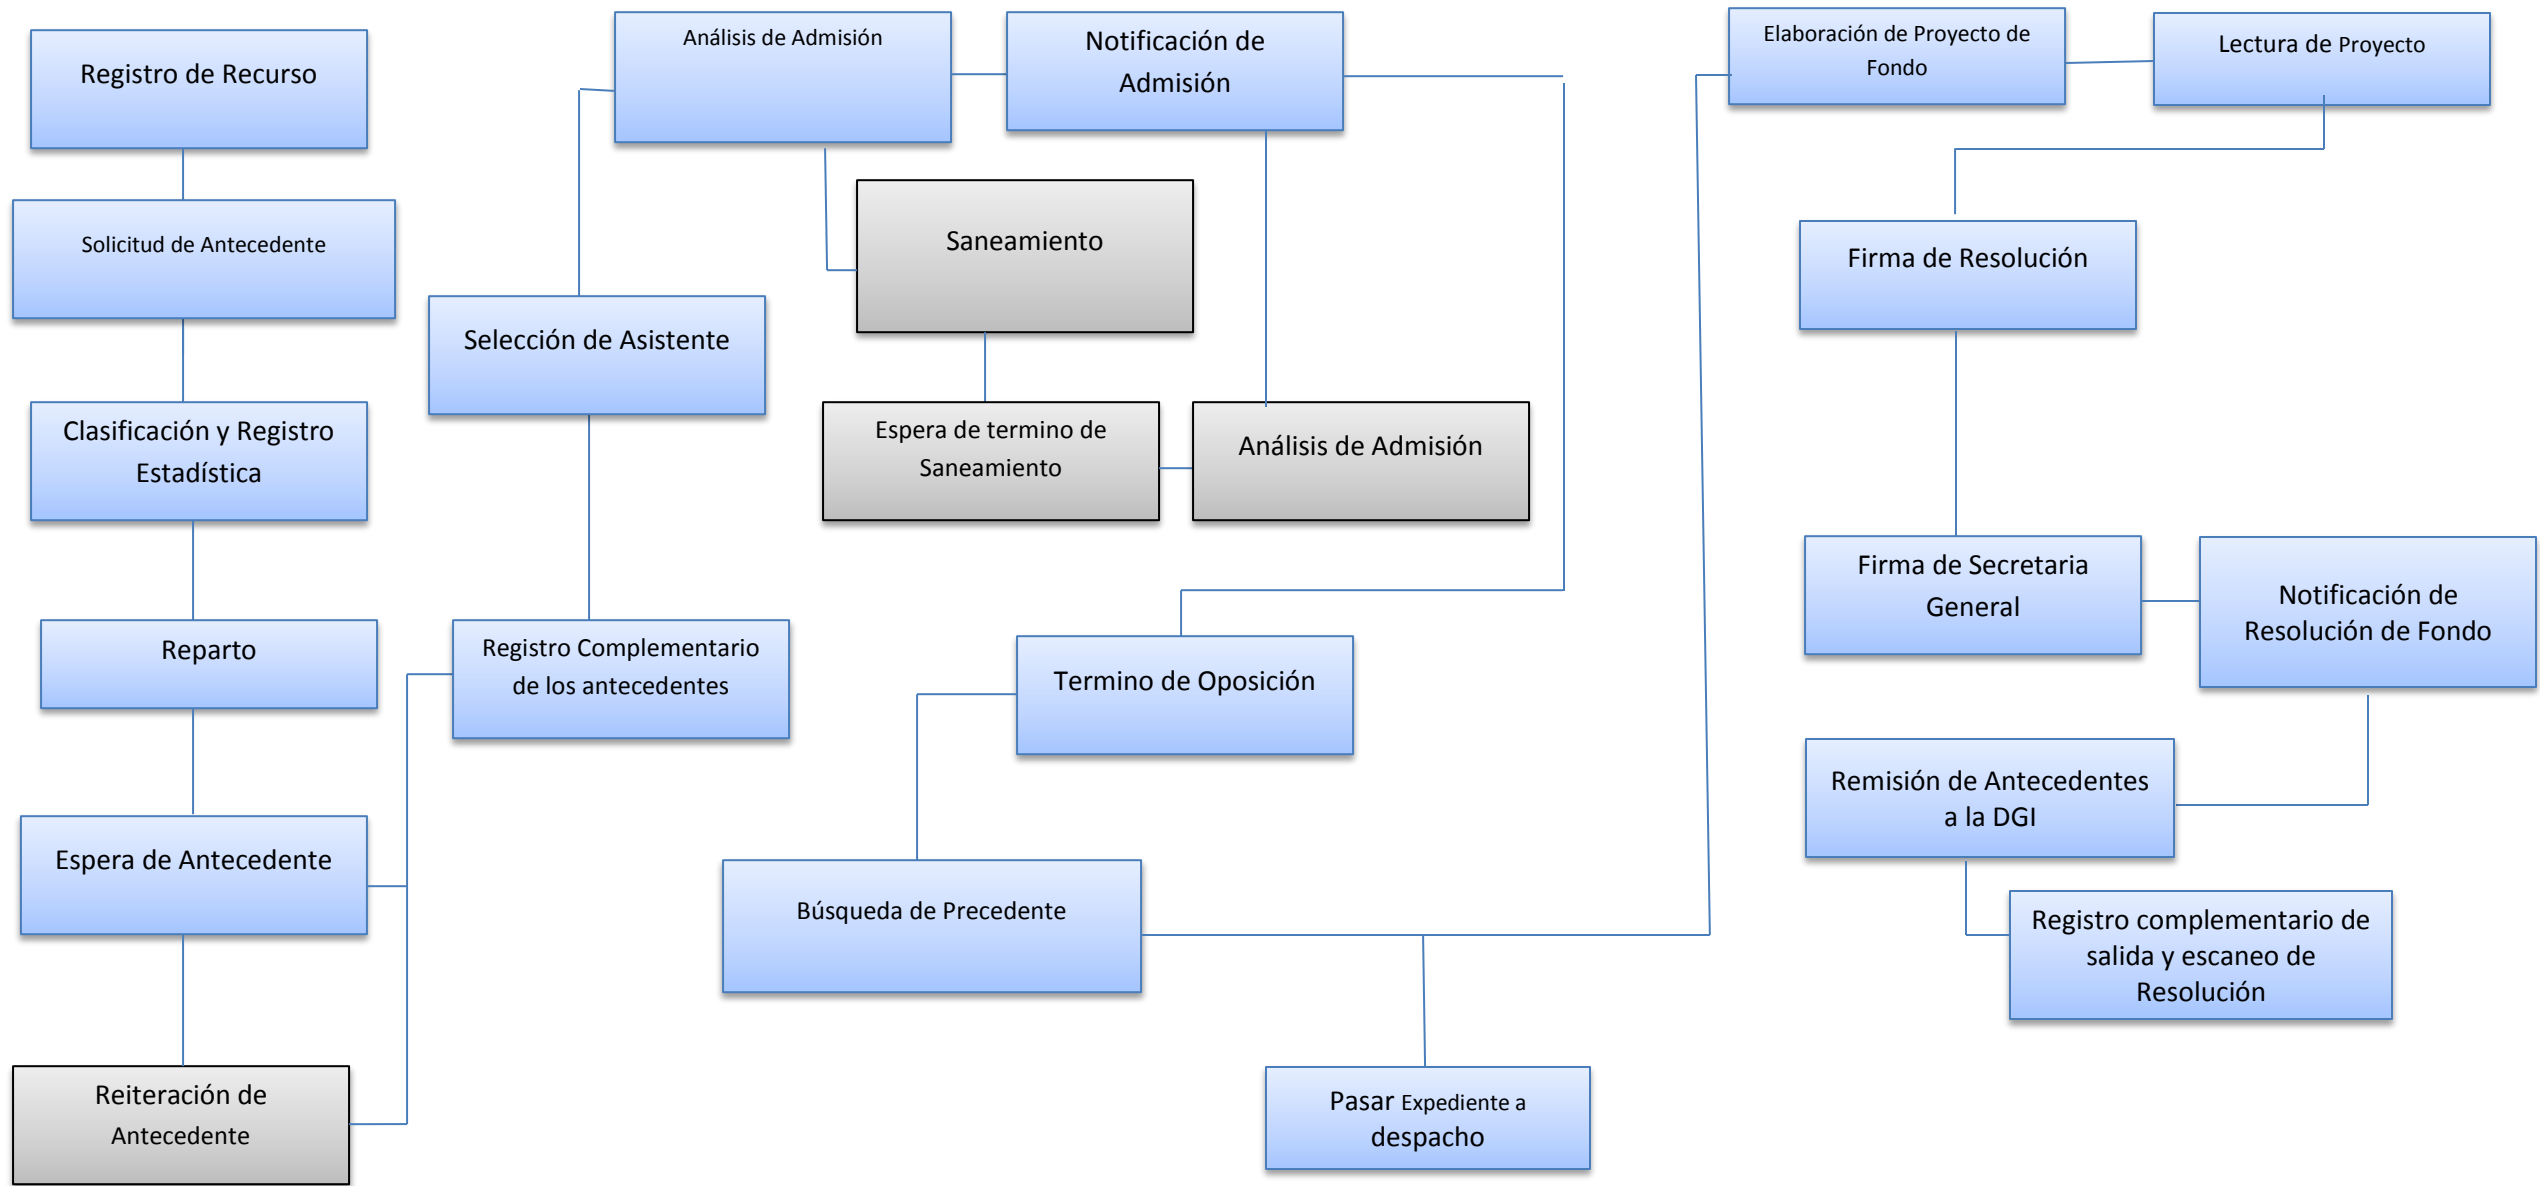 Registro de Recurso
Solicitud de Antecedente
Clasificación y Registro
Estadística
Reparto
Espera de Antecedente
Reiteración de
Antecedente
Registro Complementario
de los antecedentes
Selección de Asistente
Análisis de Admisión
Notificación de
Admisión
Saneamiento
Espera de termino de
Saneamiento
Análisis de Admisión
Termino de Oposición
Búsqueda de Precedente
Pasar Expediente a
despacho
Elaboración de Proyecto de
Fondo
Lectura de Proyecto
Firma de Resolución
Firma de Secretaria
General
Notificación de
Resolución de Fondo
Remisión de Antecedentes
a la DGI
Registro complementario de
salida y escaneo de
Resolución